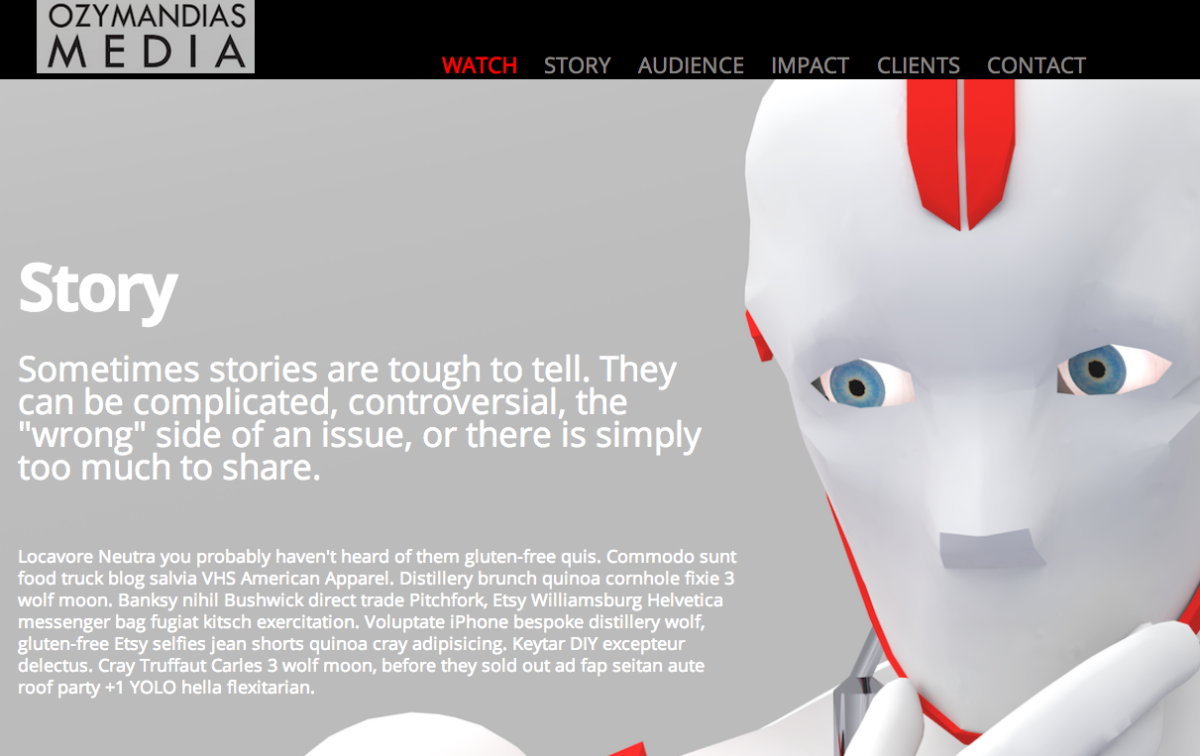 OZYMANDIAS
MEDIA
WATCH STORY AUDIENCE IMPACT CLIENTS CONTACT
Story
Sometimes stories are tough to tell. They
can be complicated, controversial, the
"wrong" side of an issue, or there is simply
too much to share.
Locavore Neutra you probably haven't heard of them gluten-free quis. Commodo sunt
food truck blog salvia VHS American Apparel. Distillery brunch quinoa cornhole fixie 3
wolf moon. Banksy nihil Bushwick direct trade Pitchfork, Etsy Williamsburg Helvetica
messenger bag fugiat kitsch exercitation. Voluptate iPhone bespoke distillery wolf,
gluten-free Etsy selfies jean shorts quinoa cray adipisicing. Keytar DIY excepteur
delectus. Cray Truffaut Carles 3 wolf moon, before they sold out ad fap seitan aute
roof party +1 YOLO hella flexitarian.